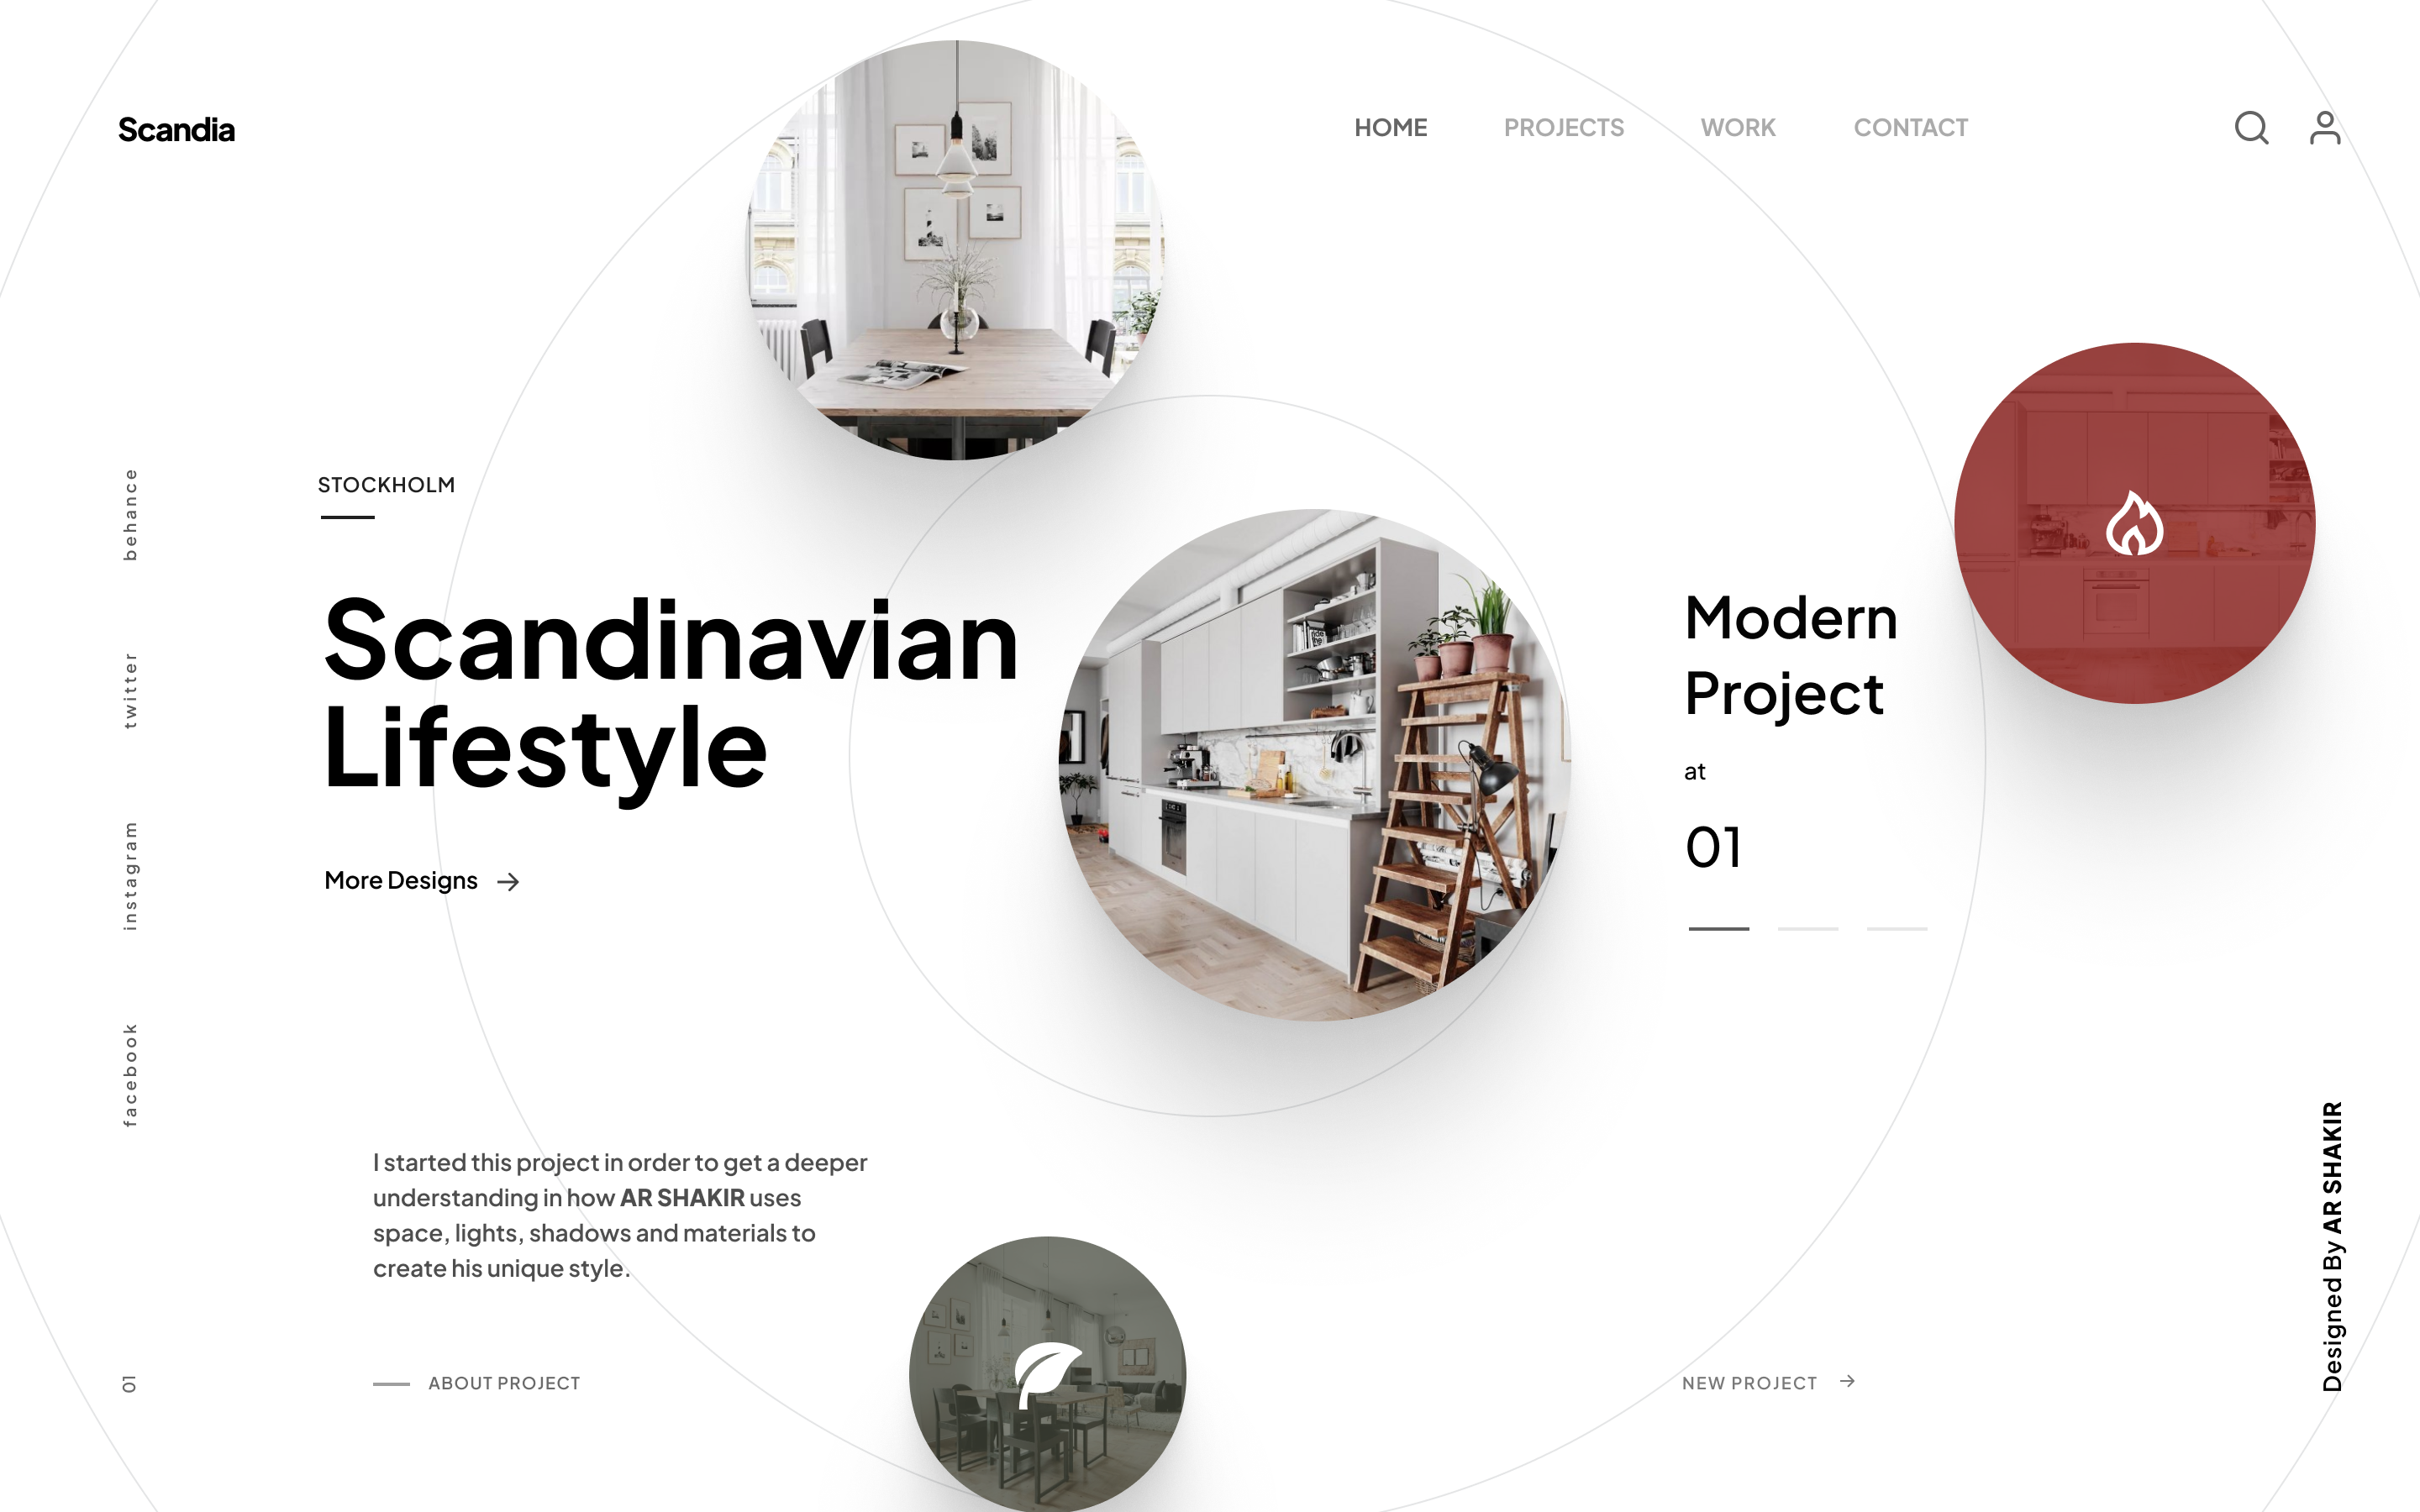 Scandia
HOME
PROJECTS
WORK
CONTACT
behance
twitter
instagram
facebook
STOCKHOLM
Scandinavian
Lifestyle
More Designs
Modern
Project
at
01
I started this project in order to get a deeper
understanding in how AR SHAKIR uses
space, lights, shadows and materials to
create his unique style.
01
ABOUT PROJECT
NEW PROJECT
Designed By AR SHAKIR